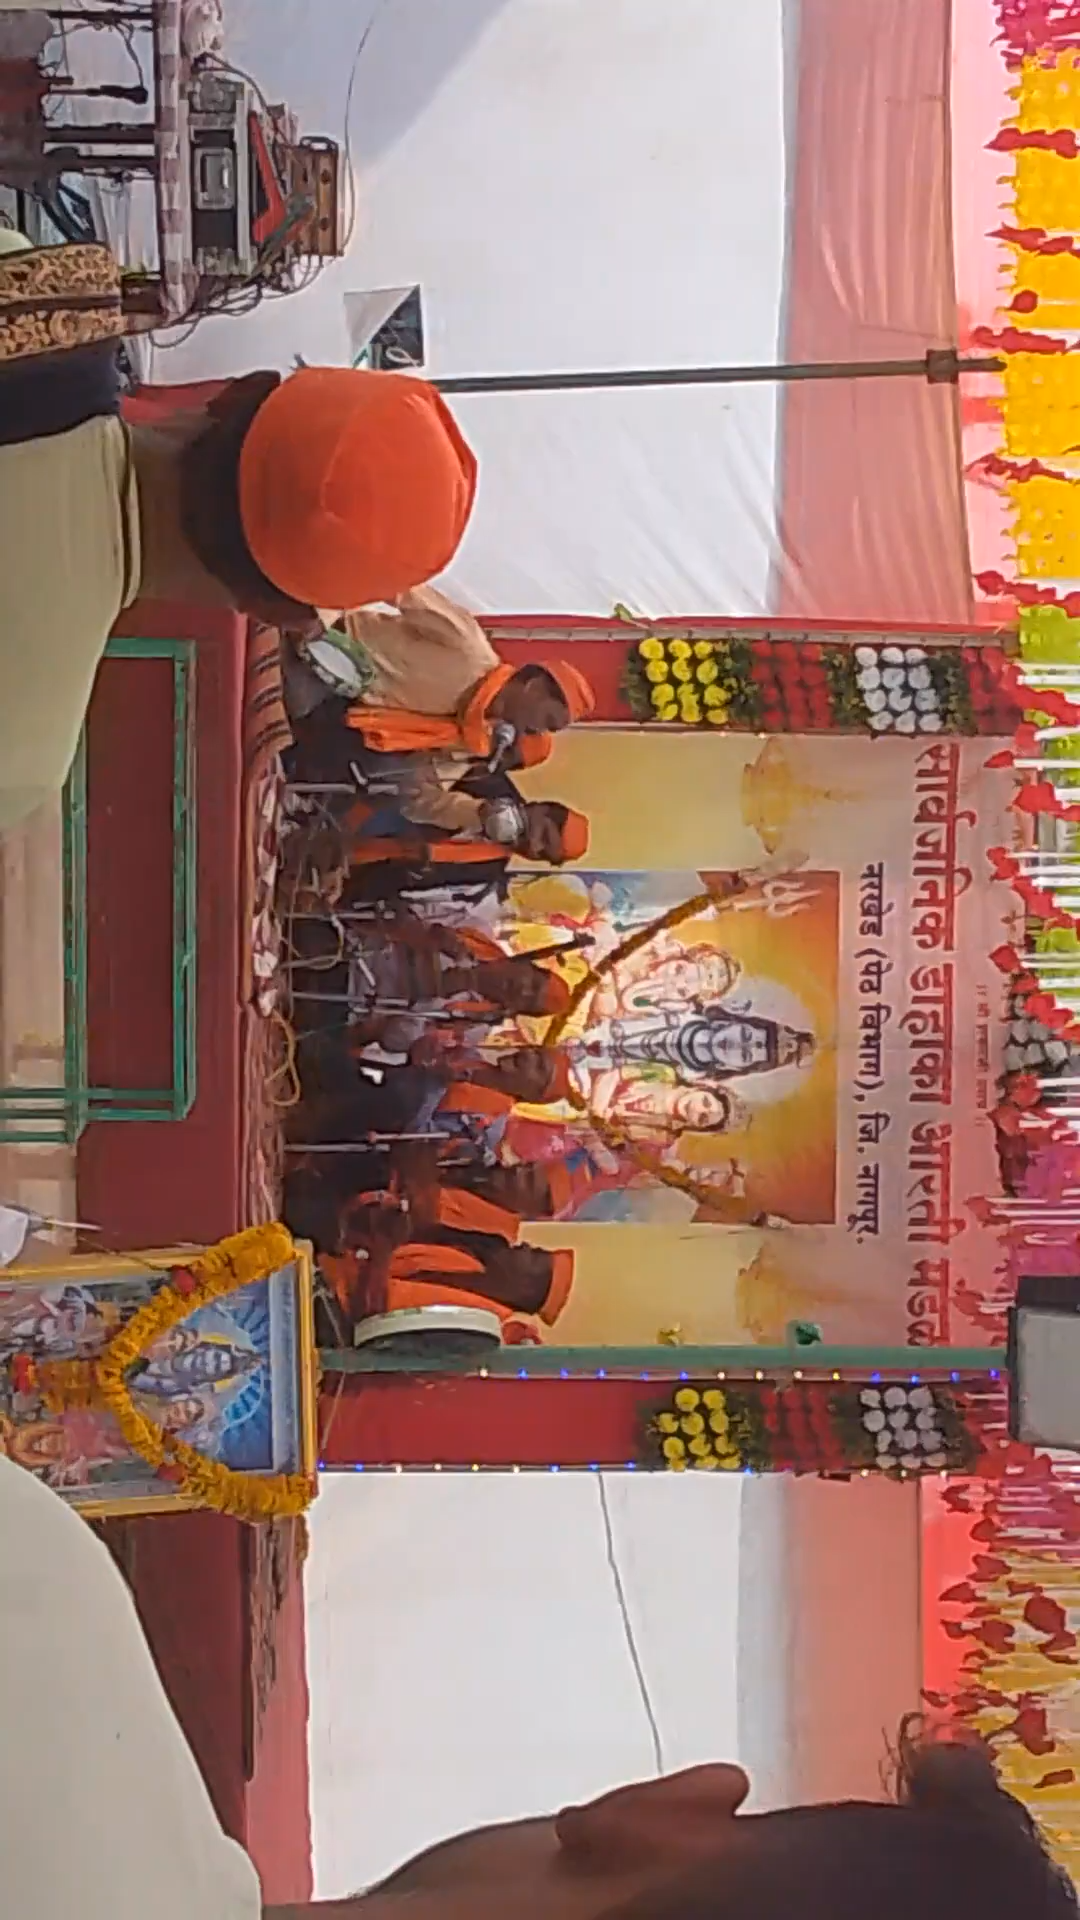 सार्वजनिक डाहाका आरती मंडळ
नरखेड (पेठ विभाग), जि. नागपूर.